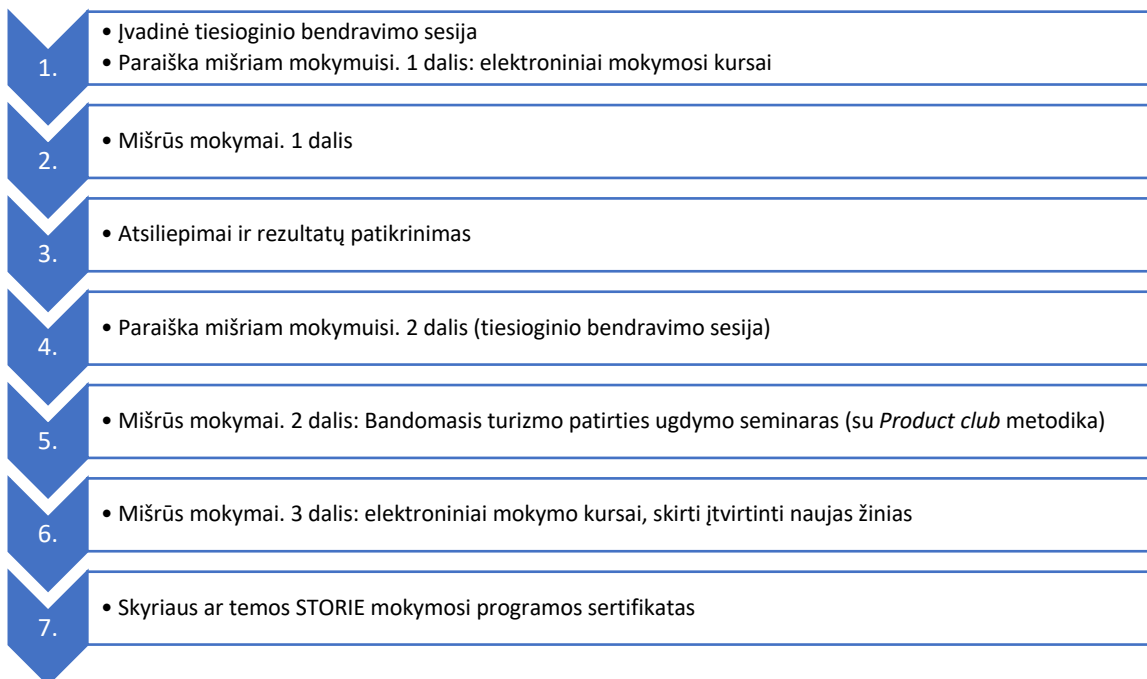 1.
• Įvadinė tiesioginio bendravimo sesija
• Paraiška mišriam mokymuisi. 1 dalis: elektroniniai mokymosi kursai
2.
• Mišrūs mokymai. 1 dalis
3.
• Atsiliepimai ir rezultatų patikrinimas
4.
• Paraiška mišriam mokymuisi. 2 dalis (tiesioginio bendravimo sesija)
5.
• Mišrūs mokymai. 2 dalis: Bandomasis turizmo patirties ugdymo seminaras (su Product club metodika)
6.
• Mišrūs mokymai. 3 dalis: elektroniniai mokymo kursai, skirti įtvirtinti naujas žinias
7.
• Skyriaus ar temos STORIE mokymosi programos sertifikatas